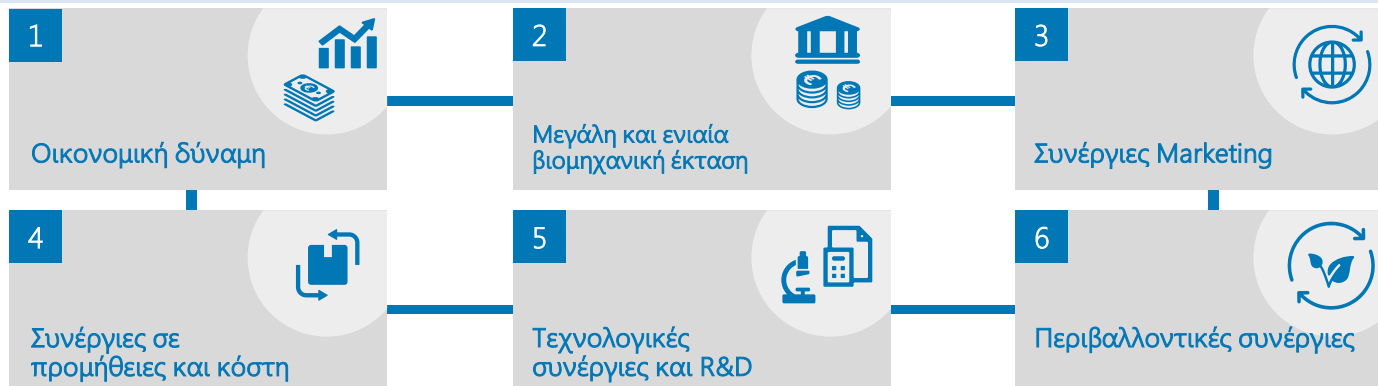 1
Οικονομική δύναμη
2
Μεγάλη και ενιαία
βιομηχανική έκταση
3
Συνέργιες Marketing
4
Συνέργιες σε
προμήθειες και κόστη
5
Τεχνολογικές
συνέργιες και R&D
6
Περιβαλλοντικές συνέργιες